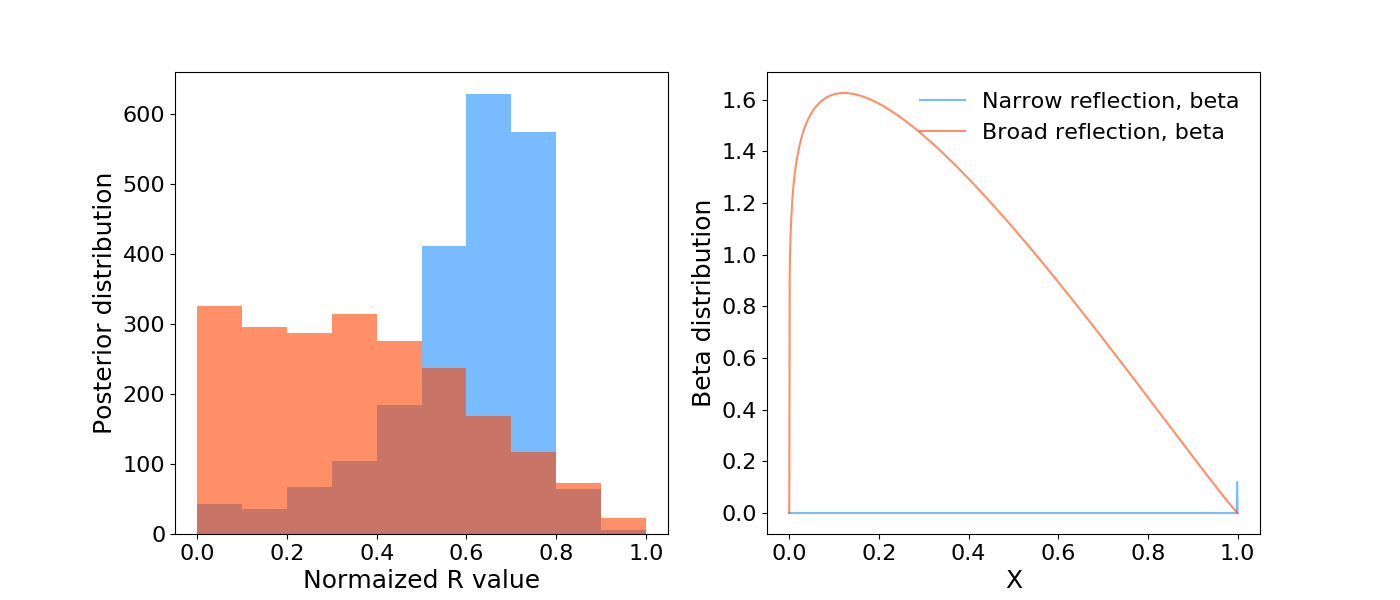 600
500
400
300
200
100
0
Posterior distribution
0.0 0.2 0.4 0.6 0.8 1.0
Normaized R value
1.6
1.4
1.2
1.0
0.8
0.6
0.4
0.2
0.0
Beta distribution
Narrow reflection, beta
Broad reflection, beta
0.0 0.2 0.4 0.6 0.8 1.0
X